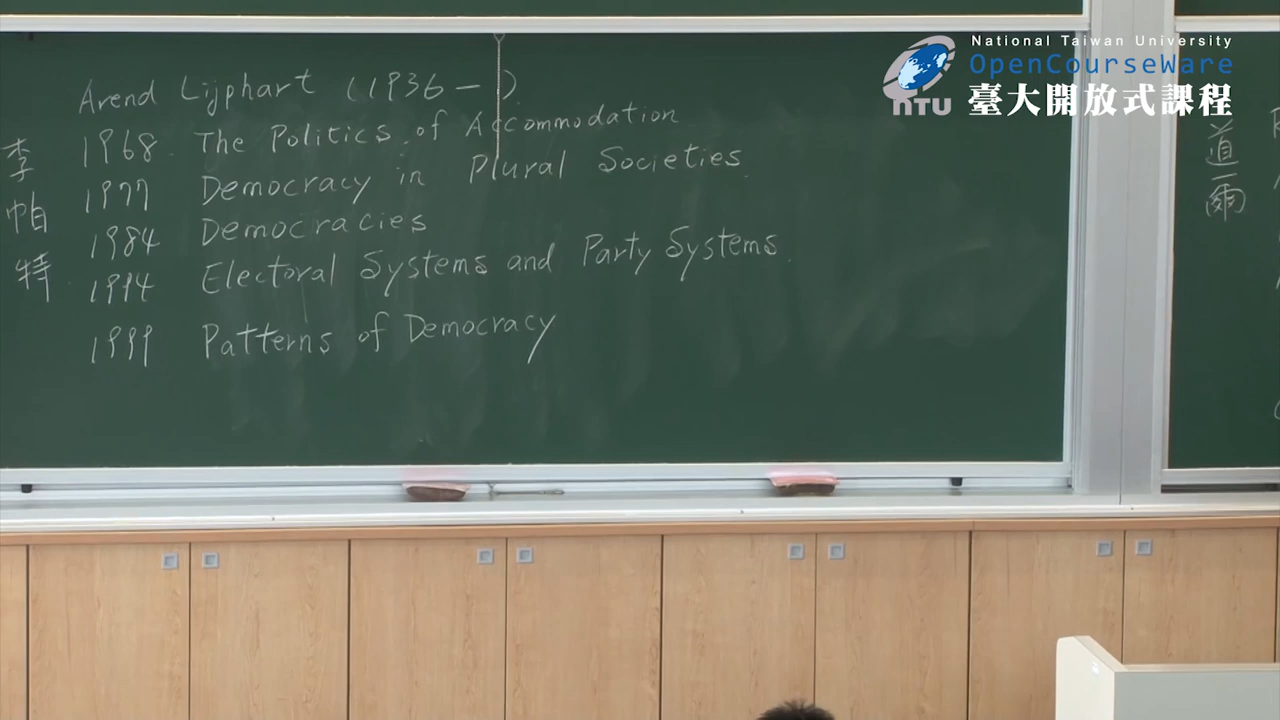 National Taiwan University
OpenCourseWare
臺大開放式課程
NTU
Arend Lijphart (1936 — )
1968. The Politics of Accommodation
1977 Democracy in Plural Societies.
1984 Democracies
1994 Electoral Systems and Party Systems.
1999 Patterns of Democracy
李帕特
道爾